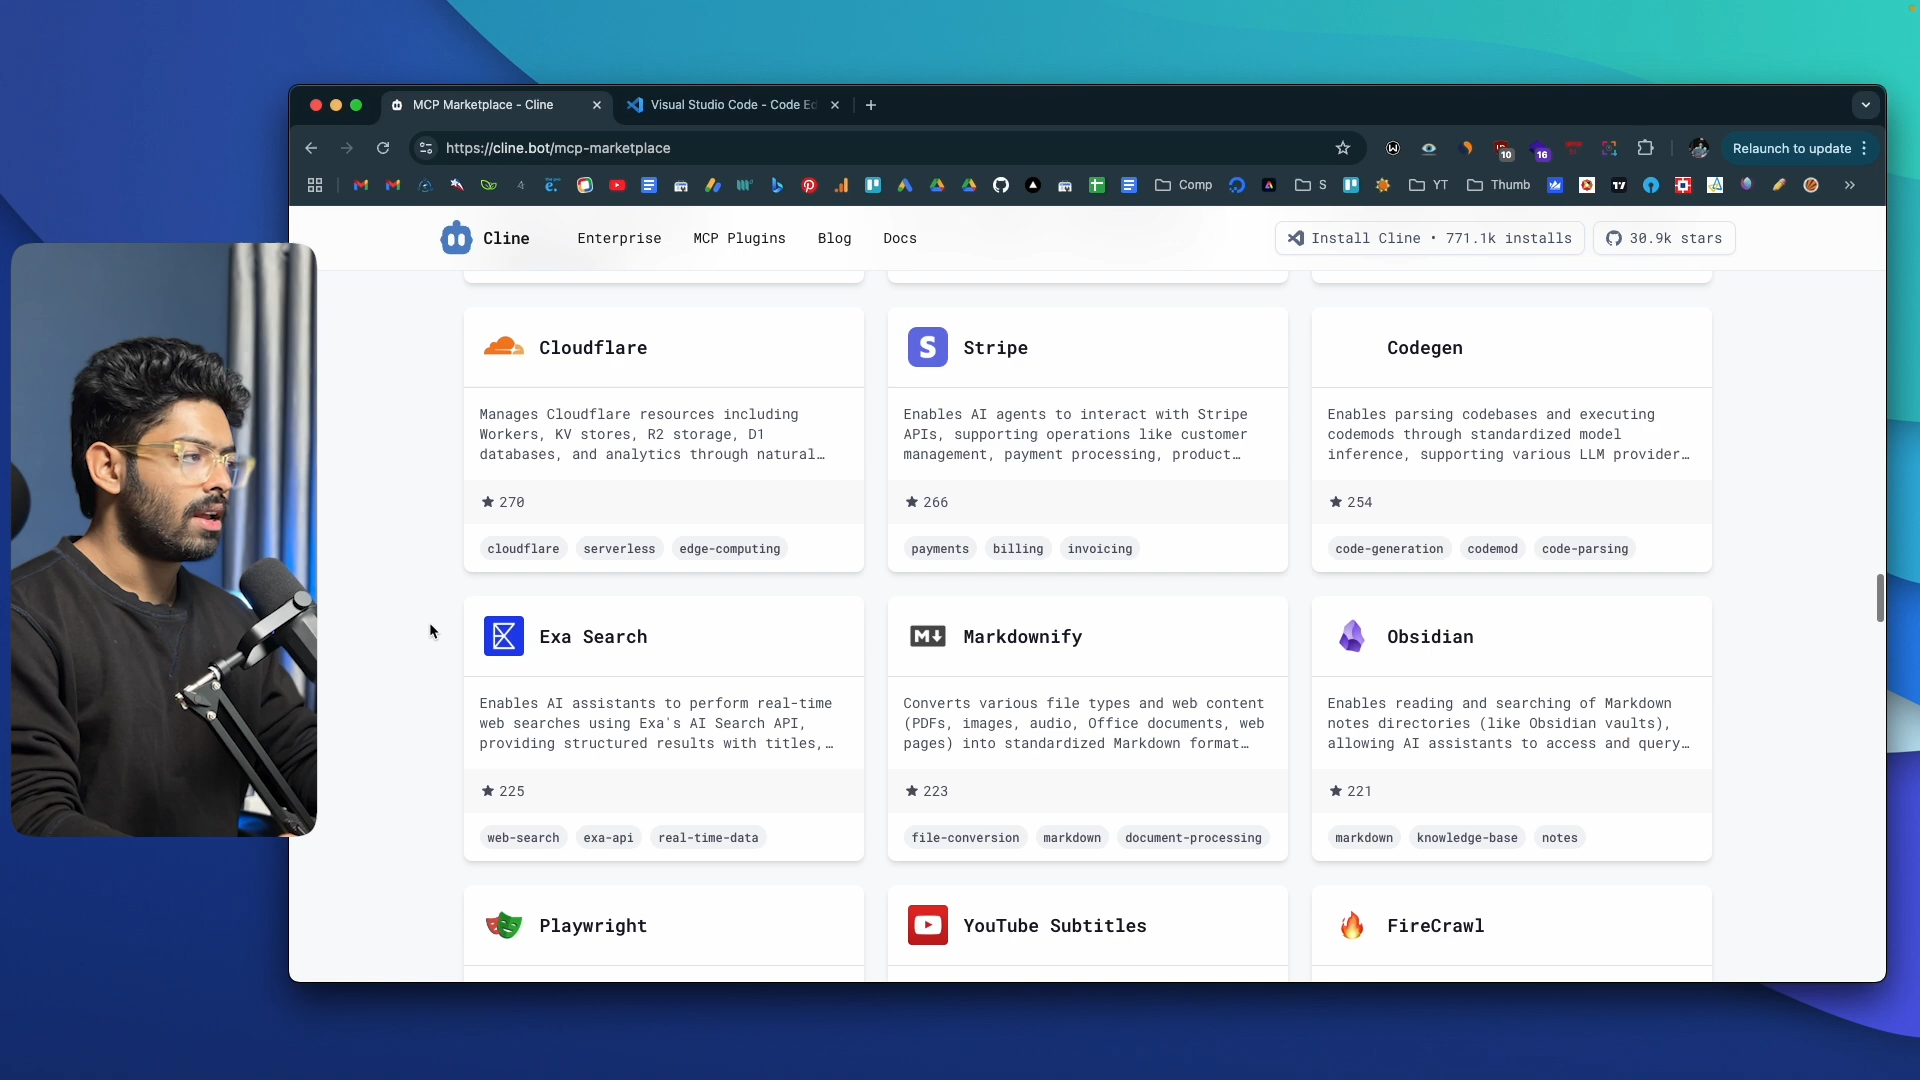 MCP Marketplace - Cline
Visual Studio Code - Code Ed
https://cline.bot/mcp-marketplace
10
16
Relaunch to update
Comp
S
YT
Thumb
Cline
Enterprise
MCP Plugins
Blog
Docs
Install Cline • 771.1k installs
30.9k stars
Cloudflare
Manages Cloudflare resources including
Workers, KV stores, R2 storage, D1
databases, and analytics through natural…
270
cloudflare
serverless
edge-computing
S
Stripe
Enables AI agents to interact with Stripe
APIs, supporting operations like customer
management, payment processing, product…
266
payments
billing
invoicing
Codegen
Enables parsing codebases and executing
codemods through standardized model
inference, supporting various LLM provider…
254
code-generation
codemod
code-parsing
Exa Search
Enables AI assistants to perform real-time
web searches using Exa's AI Search API,
providing structured results with titles,…
225
web-search
exa-api
real-time-data
M
Markdownify
Converts various file types and web content
(PDFs, images, audio, Office documents, web
pages) into standardized Markdown format…
223
file-conversion
markdown
document-processing
Obsidian
Enables reading and searching of Markdown
notes directories (like Obsidian vaults),
allowing AI assistants to access and query…
221
markdown
knowledge-base
notes
Playwright
YouTube Subtitles
FireCrawl